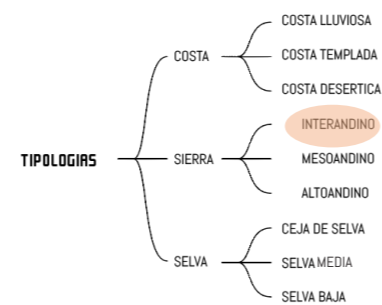 TIPOLOGIAS
COSTA
COSTA LLUVIOSA
COSTA TEMPLADA
COSTA DESERTICA
SIERRA
INTERANDINO
MESOANDINO
ALTOANDINO
SELVA
CEJA DE SELVA
SELVA MEDIA
SELVA BAJA